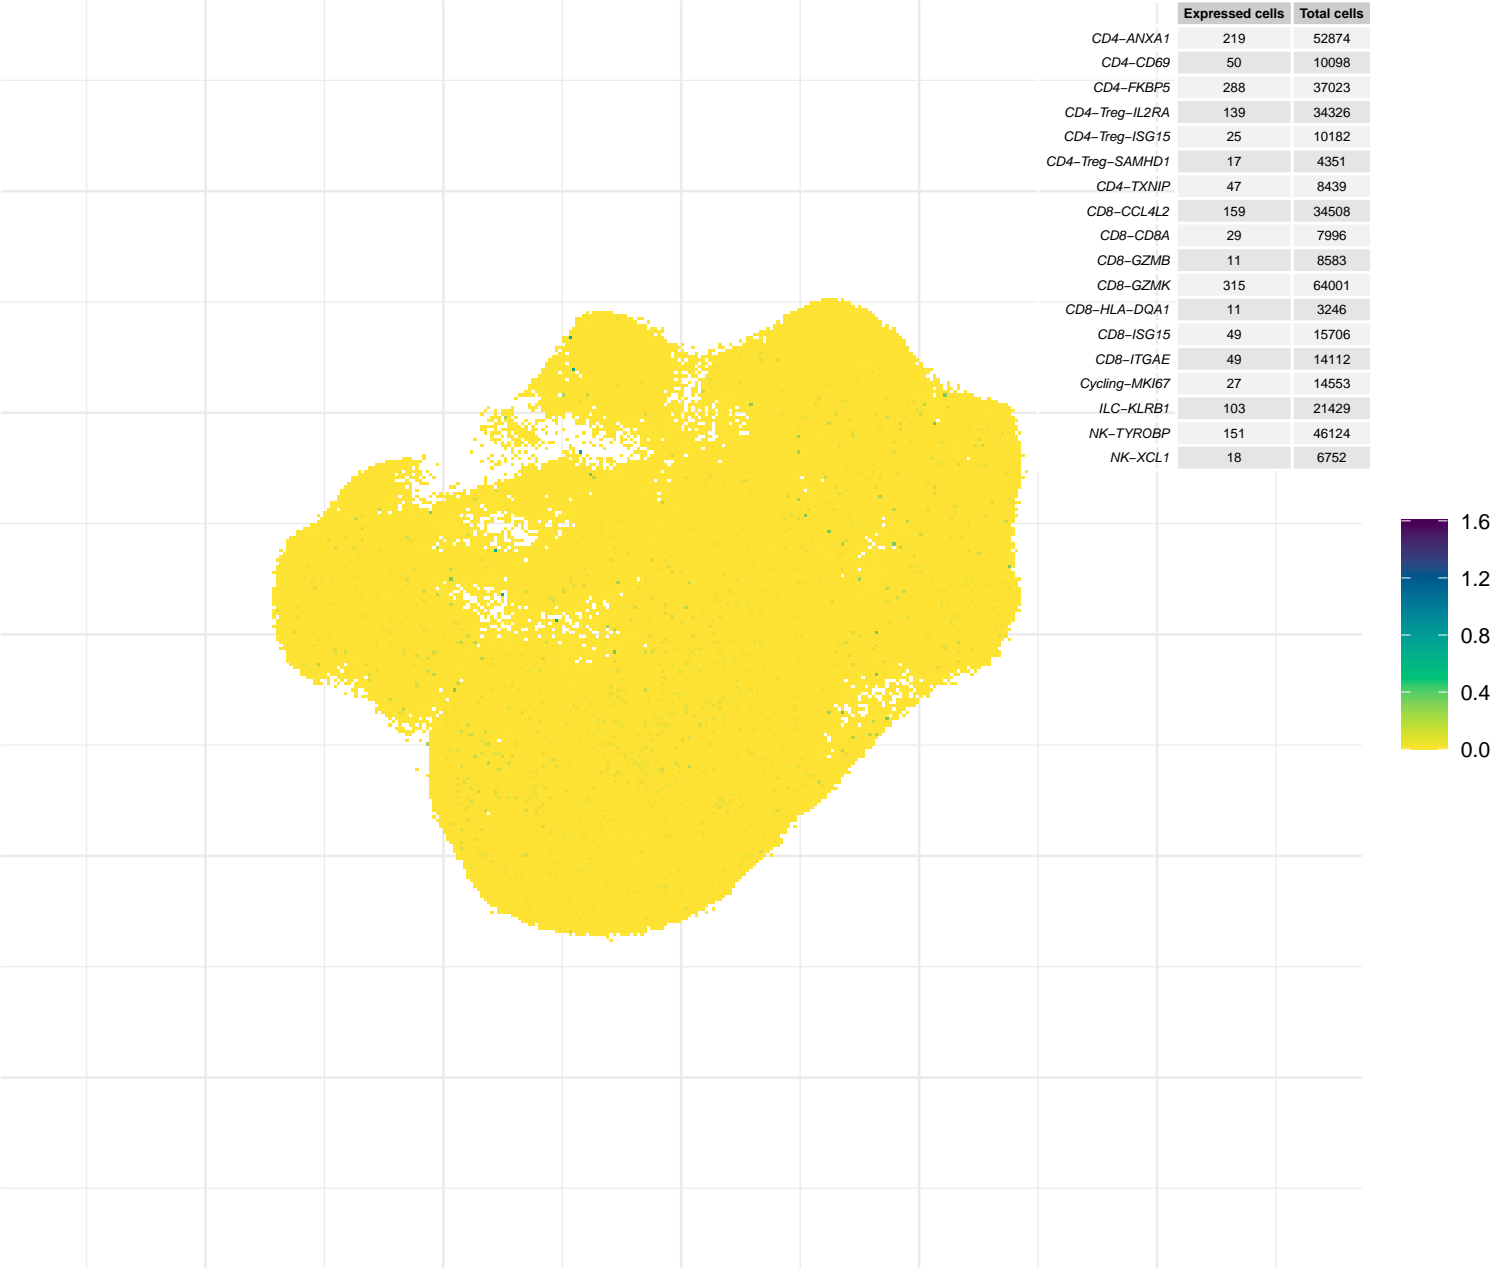 Expressed cells Total cells
CD4−ANXA1 219 52874
CD4−CD69 50 10098
CD4−FKBP5 288 37023
CD4−Treg−IL2RA 139 34326
CD4−Treg−ISG15 25 10182
CD4−Treg−SAMHD1 17 4351
CD4−TXNIP 47 8439
CD8−CCL4L2 159 34508
CD8−CD8A 29 7996
CD8−GZMB 11 8583
CD8−GZMK 315 64001
CD8−HLA−DQA1 11 3246
CD8−ISG15 49 15706
CD8−ITGAE 49 14112
Cycling−MKI67 27 14553
ILC−KLRB1 103 21429
NK−TYROBP 151 46124
NK−XCL1 18 6752
1.6
1.2
0.8
0.4
0.0